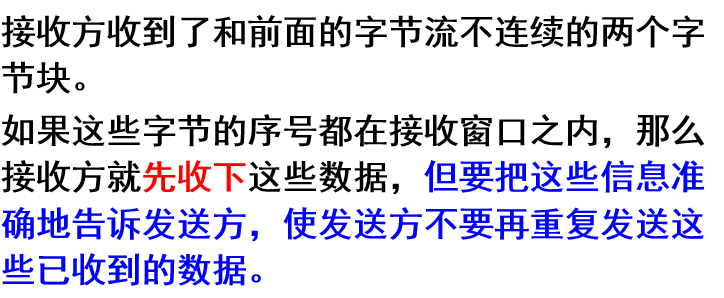 接收方收到了和前面的字节流不连续的两个字
节块。
如果这些字节的序号都在接收窗口之内，那么
接收方就先收下这些数据，但要把这些信息准
确地告诉发送方，使发送方不要再重复发送这
些已收到的数据。